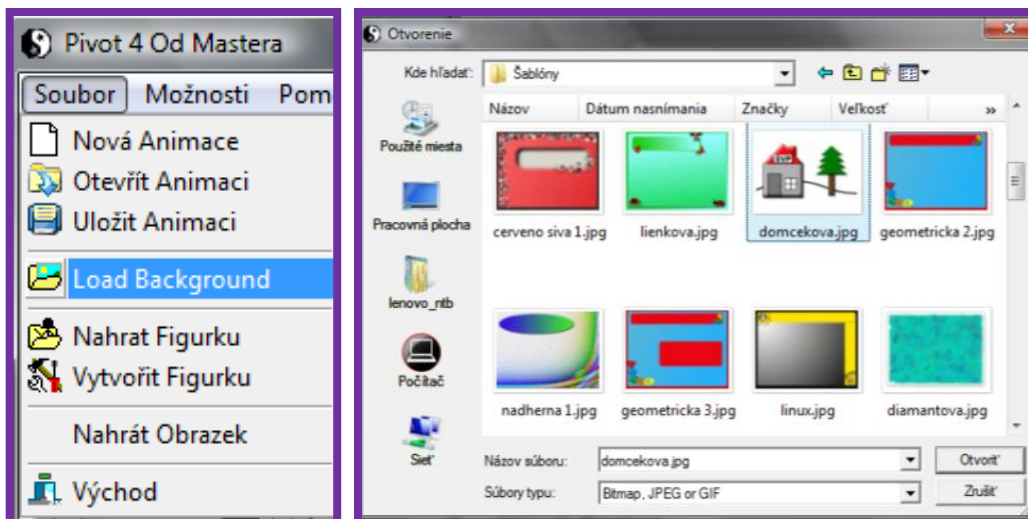 Pivot 4 Od Mastera
Soubor Možnosti Pom
Nová Animace
Otevřít Animaci
Uložit Animaci
Load Background
Nahrat Figurku
Vytvořit Figurku
Nahrát Obrazek
Východ
Otvorenie
Kde hľadať: Šablóny
Použité miesta
Pracovná plocha
lenovo_ntb
Počítač
Sieť
Názov Dátum nasnímania Značky Veľkosť »
cerveno siva 1.jpg lienkova.jpg domcekova.jpg geometricka 2.jpg
nadherna 1.jpg geometricka 3.jpg linux.jpg diamantova.jpg
Názov súboru: domcekova.jpg Otvoriť
Súbory typu: Bitmap, JPEG or GIF Zrušiť